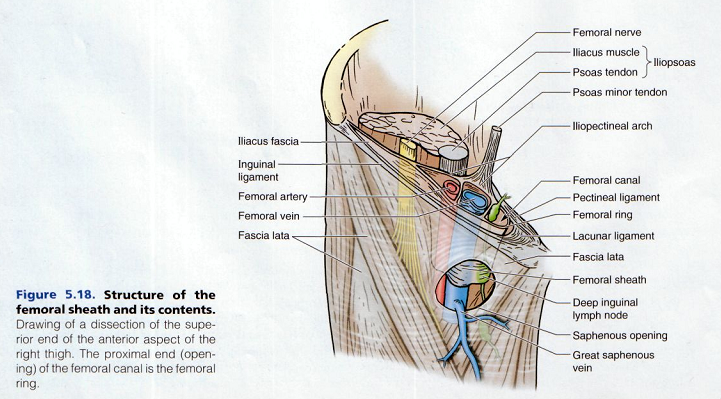 Femoral nerve
Iliacus muscle
Iliopsoas
Psoas tendon
Psoas minor tendon
Iliopectineal arch
Iliacus fascia
Inguinal
ligament
Femoral artery
Femoral vein
Fascia lata
Femoral canal
Pectineal ligament
Femoral ring
Lacunar ligament
Fascia lata
Femoral sheath
Deep inguinal
lymph node
Saphenous opening
Great saphenous
vein
Figure 5.18. Structure of the
femoral sheath and its contents.
Drawing of a dissection of the supe-
rior end of the anterior aspect of the
right thigh. The proximal end (open-
ing) of the femoral canal is the femoral
ring.